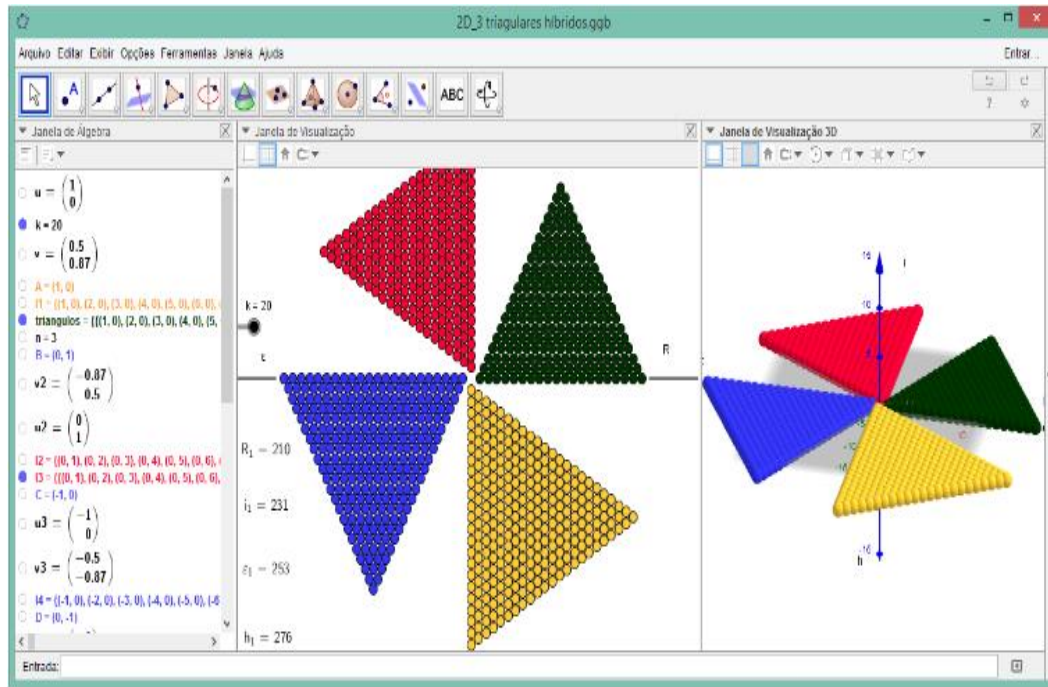 2D_3 triagulares híbridos.ggb
Arquivo Editar Exibir Opções Ferramentas Janela Ajuda
Entrar...
A
ABC
?
Janela de Álgebra
Janela de Visualização
Janela de Visualização 3D
u = (1 0)
k = 20
v = (0.5 0.87)
A = (1, 0)
l1 = {(1, 0), (2, 0), (3, 0), (4, 0), (5, 0), (6, 0),
triangulos = {{(1, 0), (2, 0), (3, 0), (4, 0), (5,
n = 3
B = (0, 1)
v2 = (−0.87 0.5)
u2 = (0 1)
l2 = {(0, 1), (0, 2), (0, 3), (0, 4), (0, 5), (0, 6),
l3 = {{(0, 1), (0, 2), (0, 3), (0, 4), (0, 5), (0, 6),
C = (-1, 0)
u3 = (−1 0)
v3 = (−0.5 −0.87)
l4 = {(-1, 0), (-2, 0), (-3, 0), (-4, 0), (-5, 0), (-6
D = (0, -1)
Entrada:
k = 20
ε
R
R₁ = 210
i₁ = 231
ε₁ = 253
h₁ = 276
15
i
10
5
-10
h